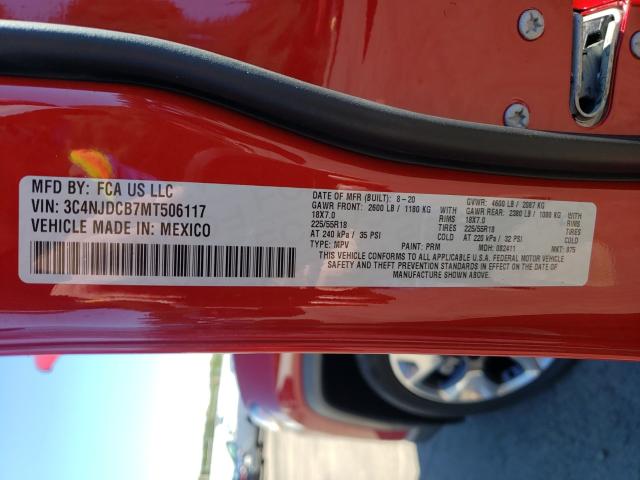 MFD BY: FCA US LLC
VIN: 3C4NJDCB7MT506117
VEHICLE MADE IN: MEXICO
DATE OF MFR (BUILT): 8-20 GVWR: 4600 LB / 2087 KG
GAWR FRONT: 2600 LB / 1180 KG WITH GAWR REAR: 2380 LB / 1080 KG WITH
18X7.0 RIMS 18X7.0 RIMS
225/55R18 TIRES 225/55R18 TIRES
AT 240 kPa / 35 PSI COLD AT 220 kPa / 32 PSI COLD
TYPE: MPV PAINT: PRM MDH: 082411 MKT: 975
THIS VEHICLE CONFORMS TO ALL APPLICABLE U.S.A. FEDERAL MOTOR VEHICLE
SAFETY AND THEFT PREVENTION STANDARDS IN EFFECT ON THE DATE OF
MANUFACTURE SHOWN ABOVE.